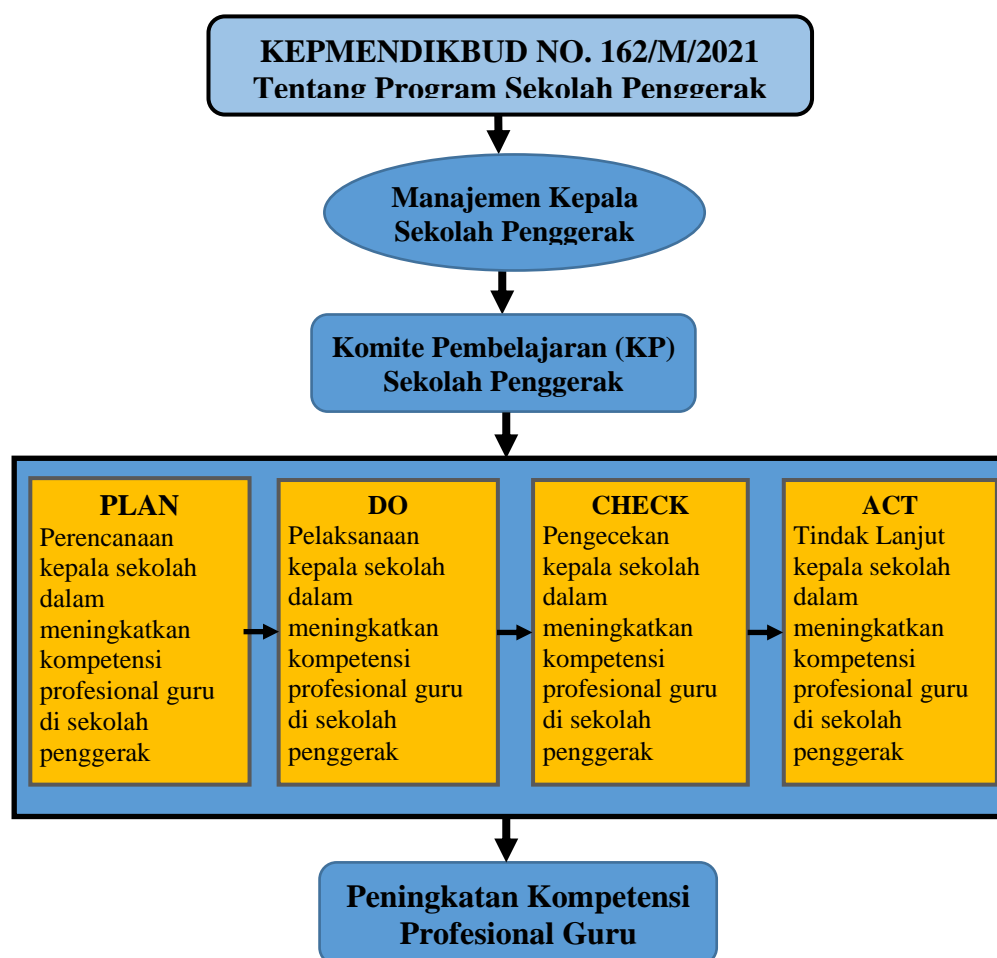 KEPMENDIKBUD NO. 162/M/2021
Tentang Program Sekolah Penggerak
Manajemen Kepala
Sekolah Penggerak
Komite Pembelajaran (KP)
Sekolah Penggerak
PLAN
Perencanaan
kepala sekolah
dalam
meningkatkan
kompetensi
profesional guru
di sekolah
penggerak
DO
Pelaksanaan
kepala sekolah
dalam
meningkatkan
kompetensi
profesional guru
di sekolah
penggerak
CHECK
Pengecekan
kepala sekolah
dalam
meningkatkan
kompetensi
profesional guru
di sekolah
penggerak
ACT
Tindak Lanjut
kepala sekolah
dalam
meningkatkan
kompetensi
profesional guru
di sekolah
penggerak
Peningkatan Kompetensi
Profesional Guru